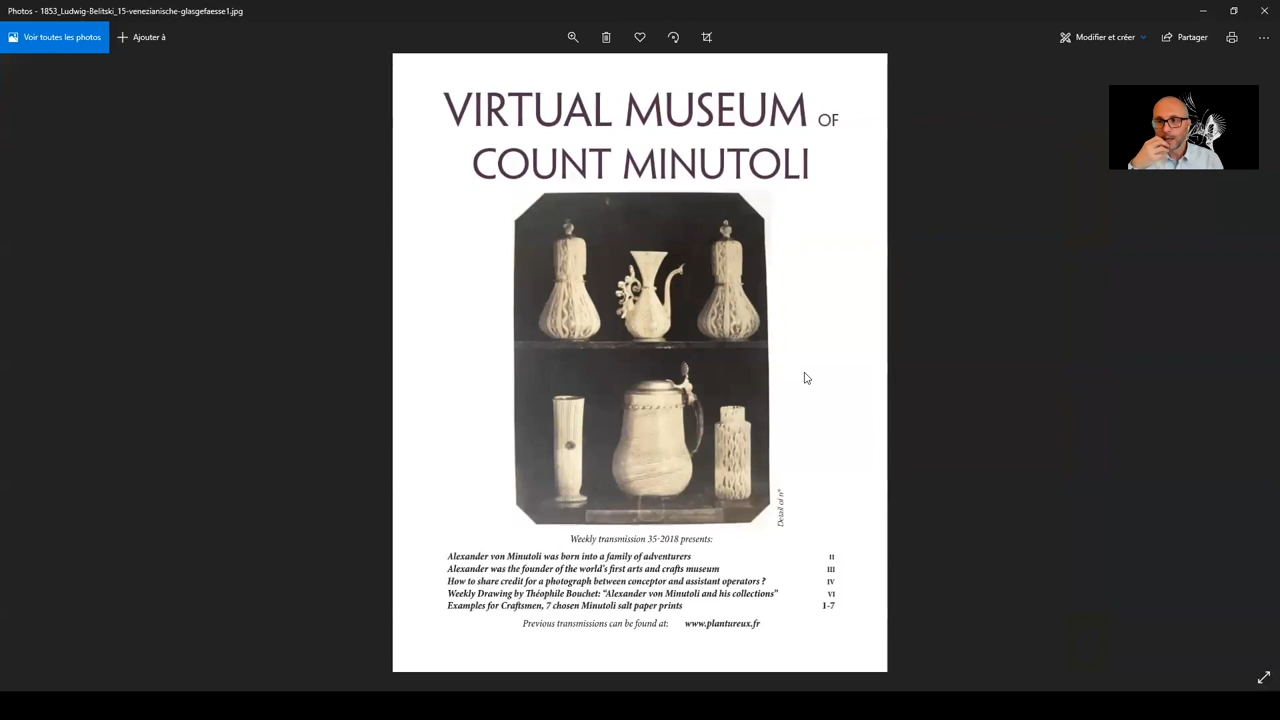 Photos - 1853_Ludwig-Belitski_15-venezianische-glasgefaesse1.jpg
Voir toutes les photos
Ajouter à
Modifier et créer
Partager
VIRTUAL MUSEUM OF
COUNT MINUTOLI
Detail of n°
Weekly transmission 35-2018 presents:
Alexander von Minutoli was born into a family of adventurers II
Alexander was the founder of the world's first arts and crafts museum III
How to share credit for a photograph between conceptor and assistant operators ? IV
Weekly Drawing by Théophile Bouchet: “Alexander von Minutoli and his collections” VI
Examples for Craftsmen, 7 chosen Minutoli salt paper prints 1-7
Previous transmissions can be found at: www.plantureux.fr